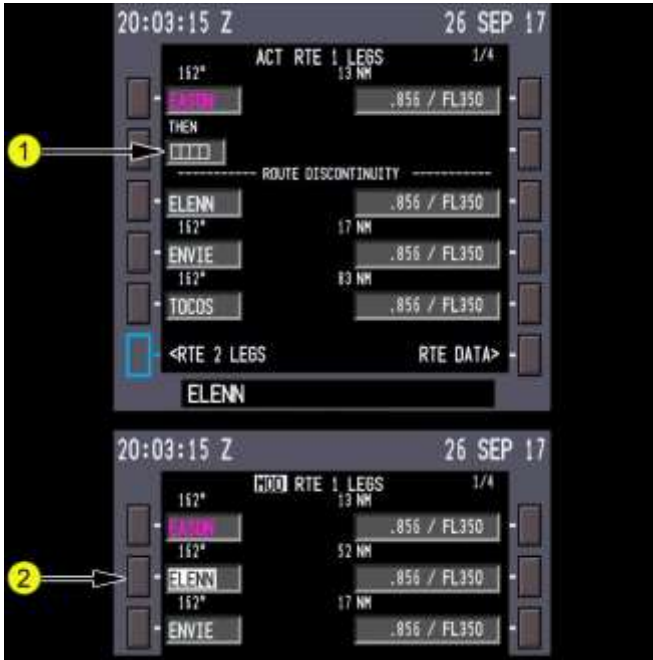 20:03:15 Z 26 SEP 17
ACT RTE 1 LEGS 1/4
162° 13 NM
.856 / FL350
THEN
1
□□□□□
ROUTE DISCONTINUITY
ELENN .856 / FL350
162° 17 NM
ENVIE .856 / FL350
162° 83 NM
TOCOS .856 / FL350
<RTE 2 LEGS RTE DATA>
ELENN
20:03:15 Z 26 SEP 17
MOD RTE 1 LEGS 1/4
162° 13 NM
.856 / FL350
162° 52 NM
2
ELENN .856 / FL350
162° 17 NM
ENVIE .856 / FL350